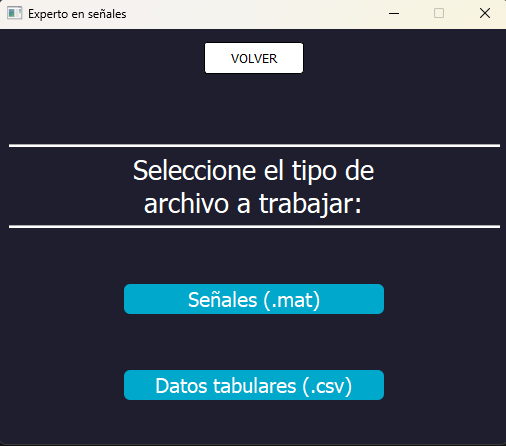 Experto en señales
VOLVER
Seleccione el tipo de
archivo a trabajar:
Señales (.mat)
Datos tabulares (.csv)